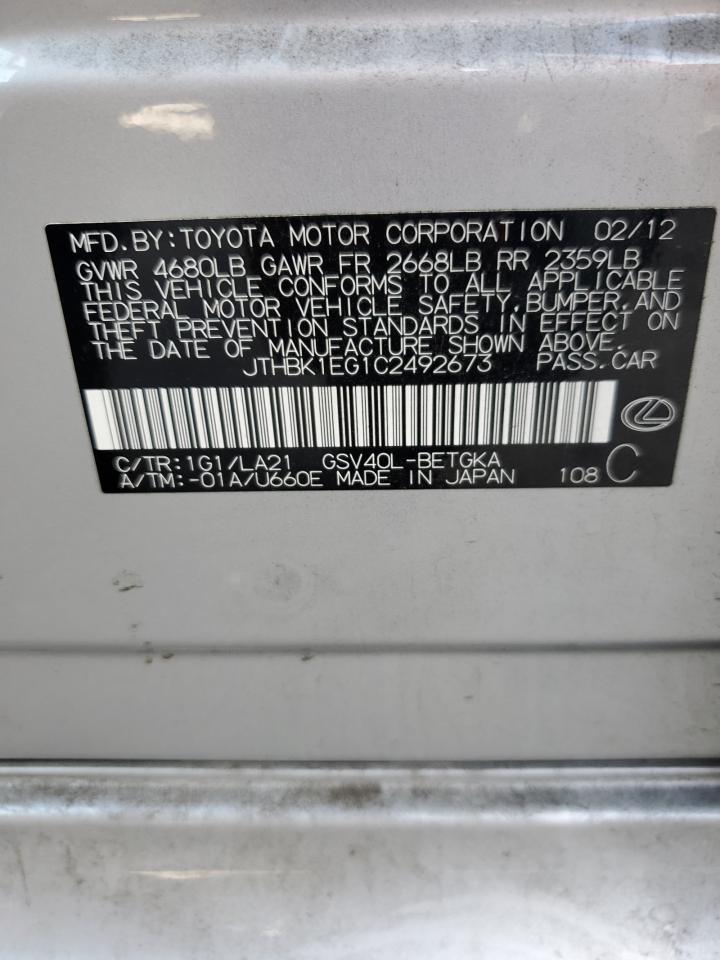 MFD.BY:TOYOTA MOTOR CORPORATION 02/12
GVWR 4680LB GAWR FR 2668LB RR 2359LB
THIS VEHICLE CONFORMS TO ALL APPLICABLE
FEDERAL MOTOR VEHICLE SAFETY,BUMPER,AND
THEFT PREVENTION STANDARDS IN EFFECT ON
THE DATE OF MANUFACTURE SHOWN ABOVE.
JTHBK1EG1C2492673 PASS.CAR
C/TR:1G1/LA21 GSV40L-BETGKA
A/TM:-01A/U660E MADE IN JAPAN 108 C